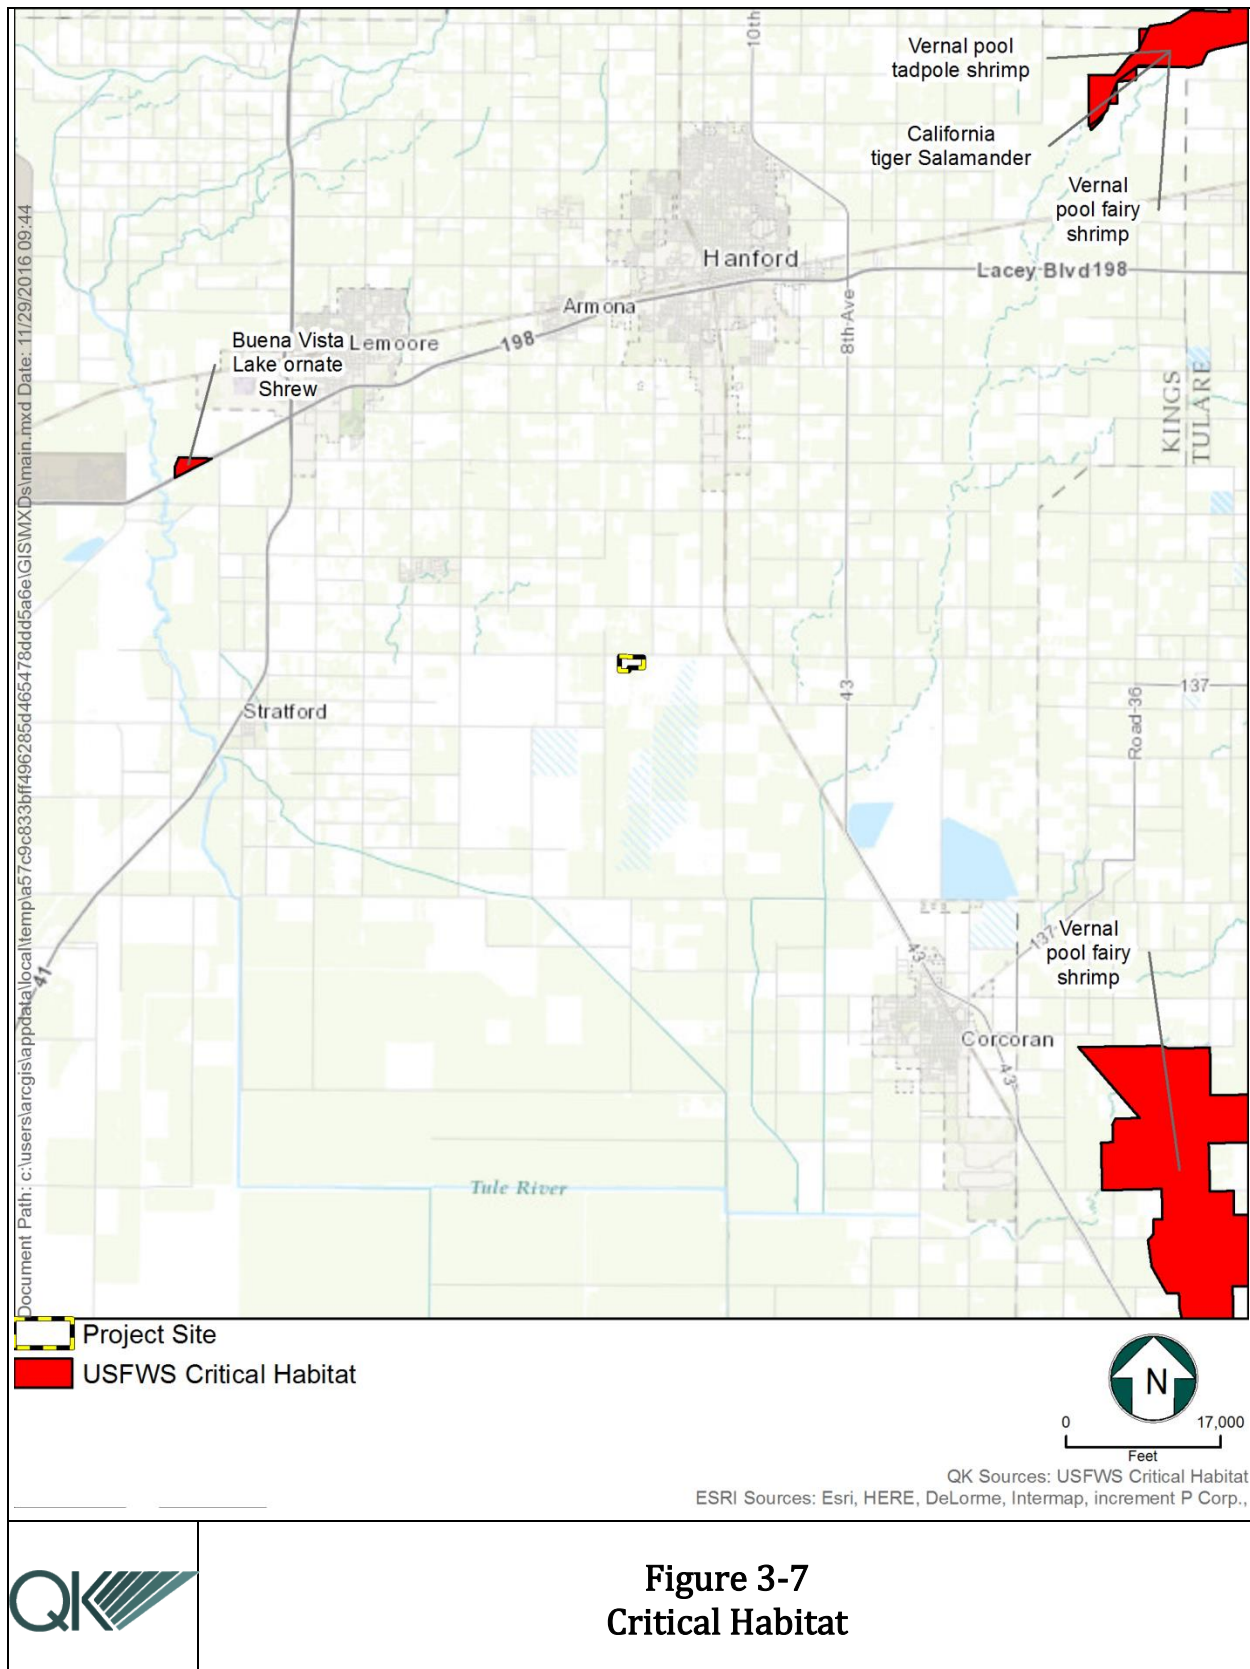 10th
Vernal pool
tadpole shrimp
California
tiger Salamander
Vernal
pool fairy
shrimp
Hanford
Lacey Blvd 198
Armona
8th Ave
Buena Vista
Lake ornate
Shrew
Lemoore
198
KINGS
TULARE
Document Path: c:\users\arcgis\appdata\local\temp\a57c9c833bff496285d465478ddd5a6e\GIS\MXDs\main.mxd Date: 11/29/2016 09:44
43
137
Road 36
Stratford
41
137
Vernal
pool fairy
shrimp
43
Corcoran
43
Tule River
Project Site
USFWS Critical Habitat
N
0 17,000
Feet
QK Sources: USFWS Critical Habitat
ESRI Sources: Esri, HERE, DeLorme, Intermap, increment P Corp.,
QK
Figure 3-7
Critical Habitat